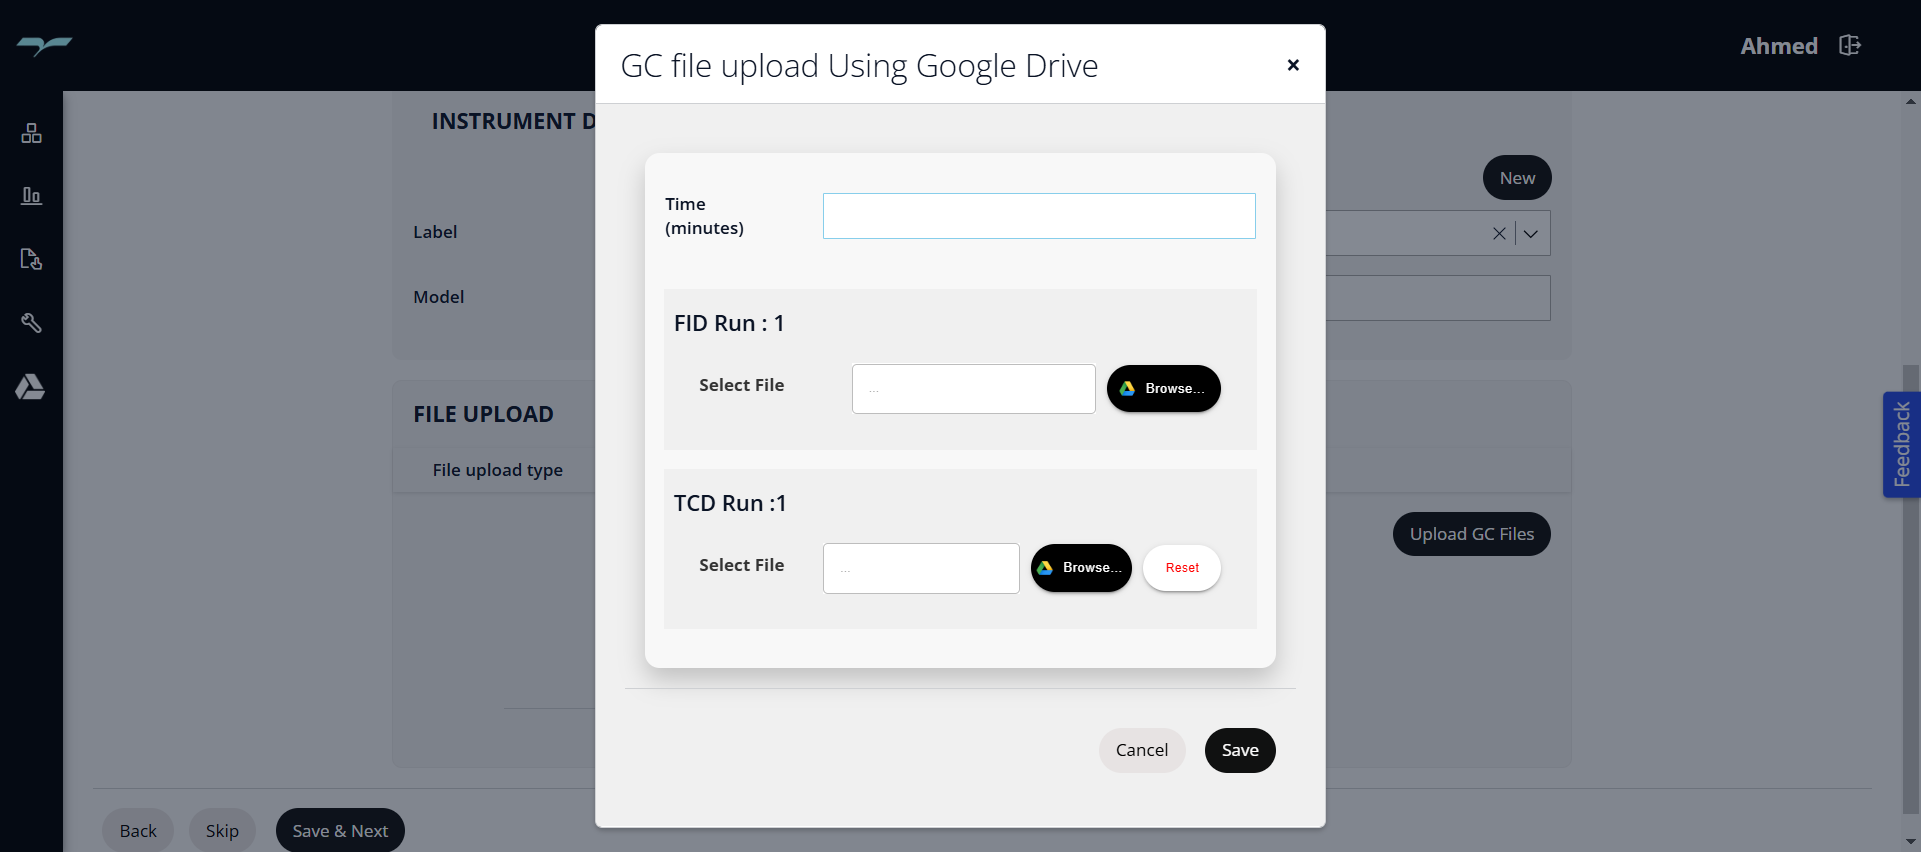 GC file upload Using Google Drive
×
Ahmed
INSTRUMENT D
New
Label
Model
Time
(minutes)
FID Run : 1
Select File
...
Browse...
FILE UPLOAD
File upload type
Feedback
TCD Run :1
Select File
...
Browse...
Reset
Upload GC Files
Cancel
Save
Back
Skip
Save & Next